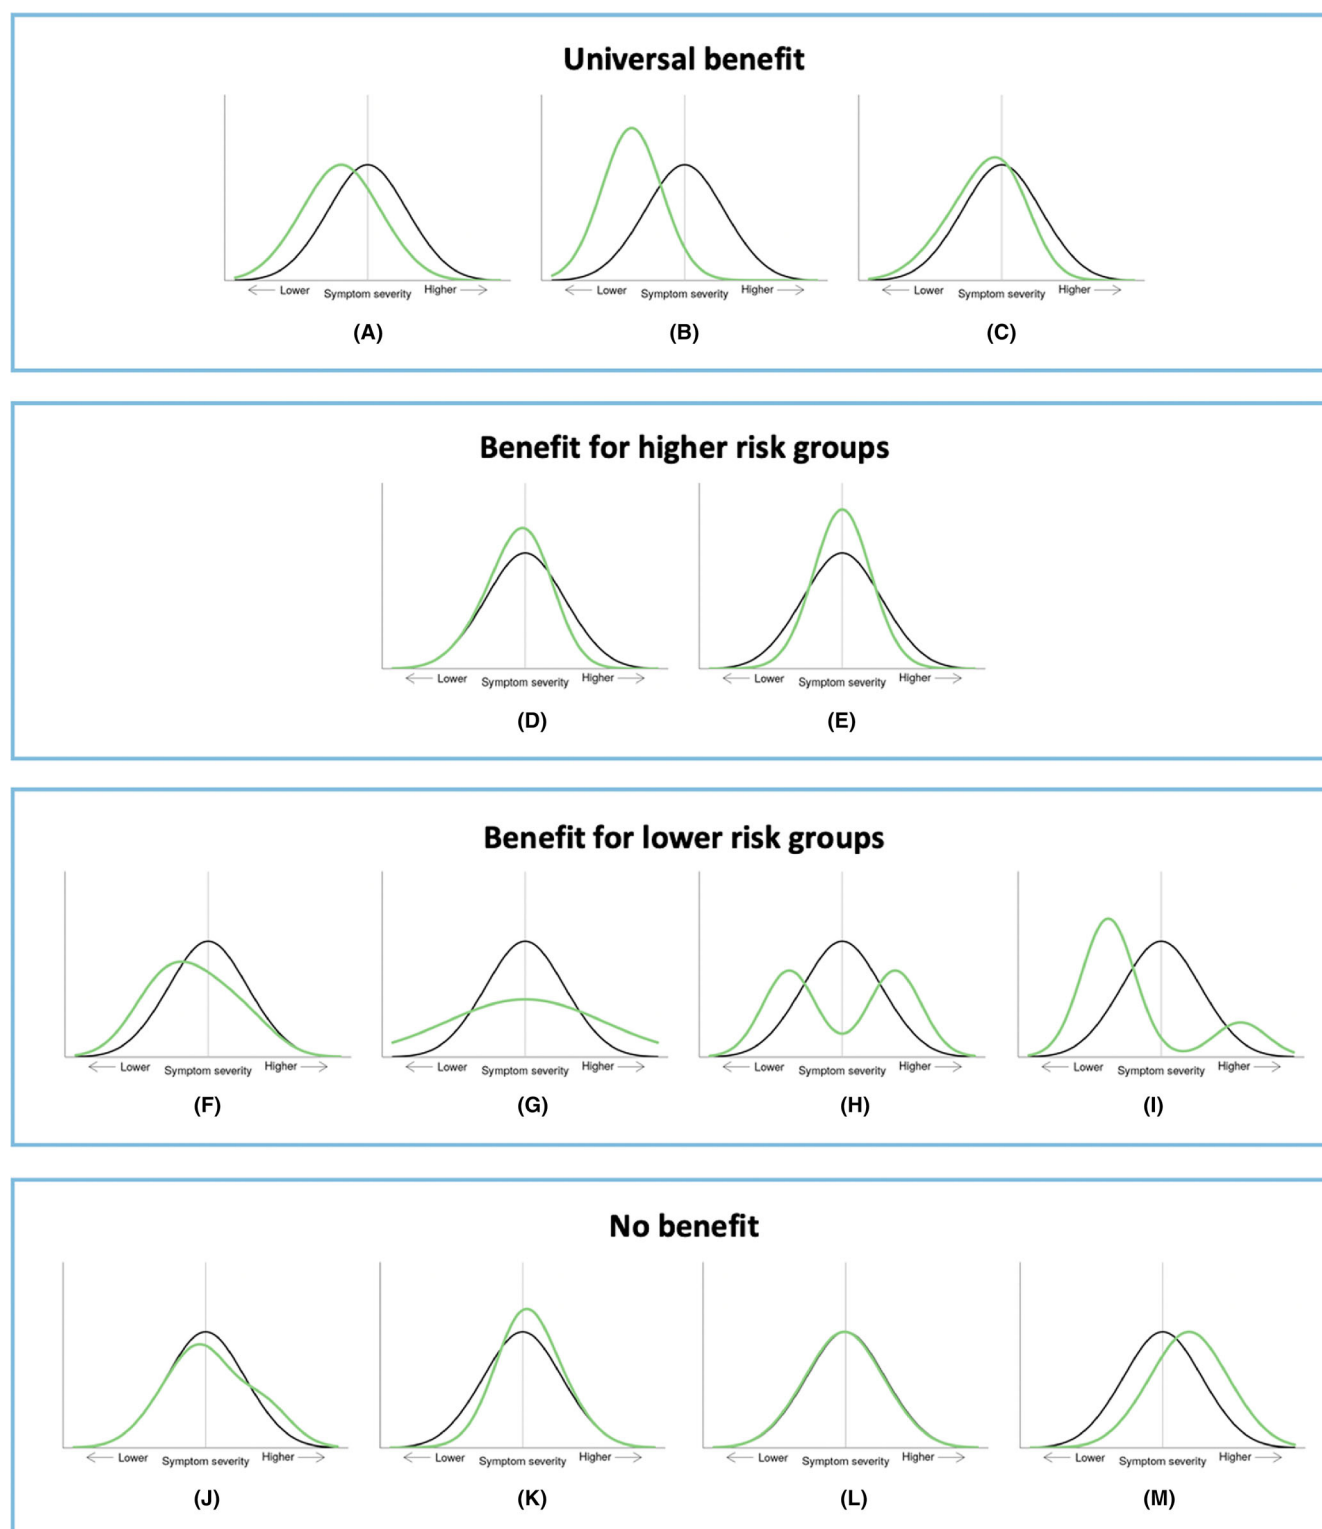 Universal benefit
Lower Symptom severity Higher
Lower Symptom severity Higher
Lower Symptom severity Higher
(A)
(B)
(C)
Benefit for higher risk groups
Lower Symptom severity Higher
Lower Symptom severity Higher
(D)
(E)
Benefit for lower risk groups
Lower Symptom severity Higher
Lower Symptom severity Higher
Lower Symptom severity Higher
Lower Symptom severity Higher
(F)
(G)
(H)
(I)
No benefit
Lower Symptom severity Higher
Lower Symptom severity Higher
Lower Symptom severity Higher
Lower Symptom severity Higher
(J)
(K)
(L)
(M)